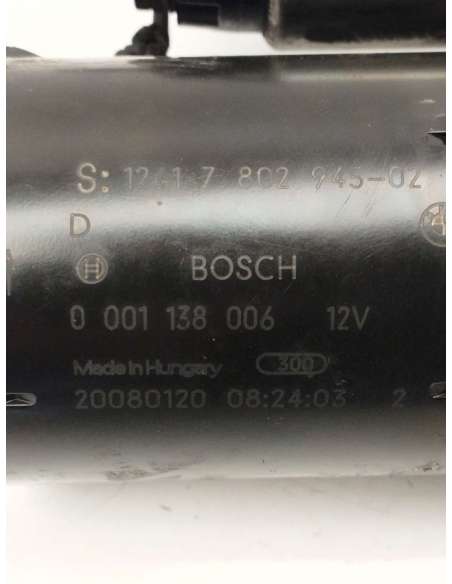 S: 1241 7 802 945-02
D
BOSCH
0 001 138 006 12V
Made in Hungary 300
20080120 08:24:03 2